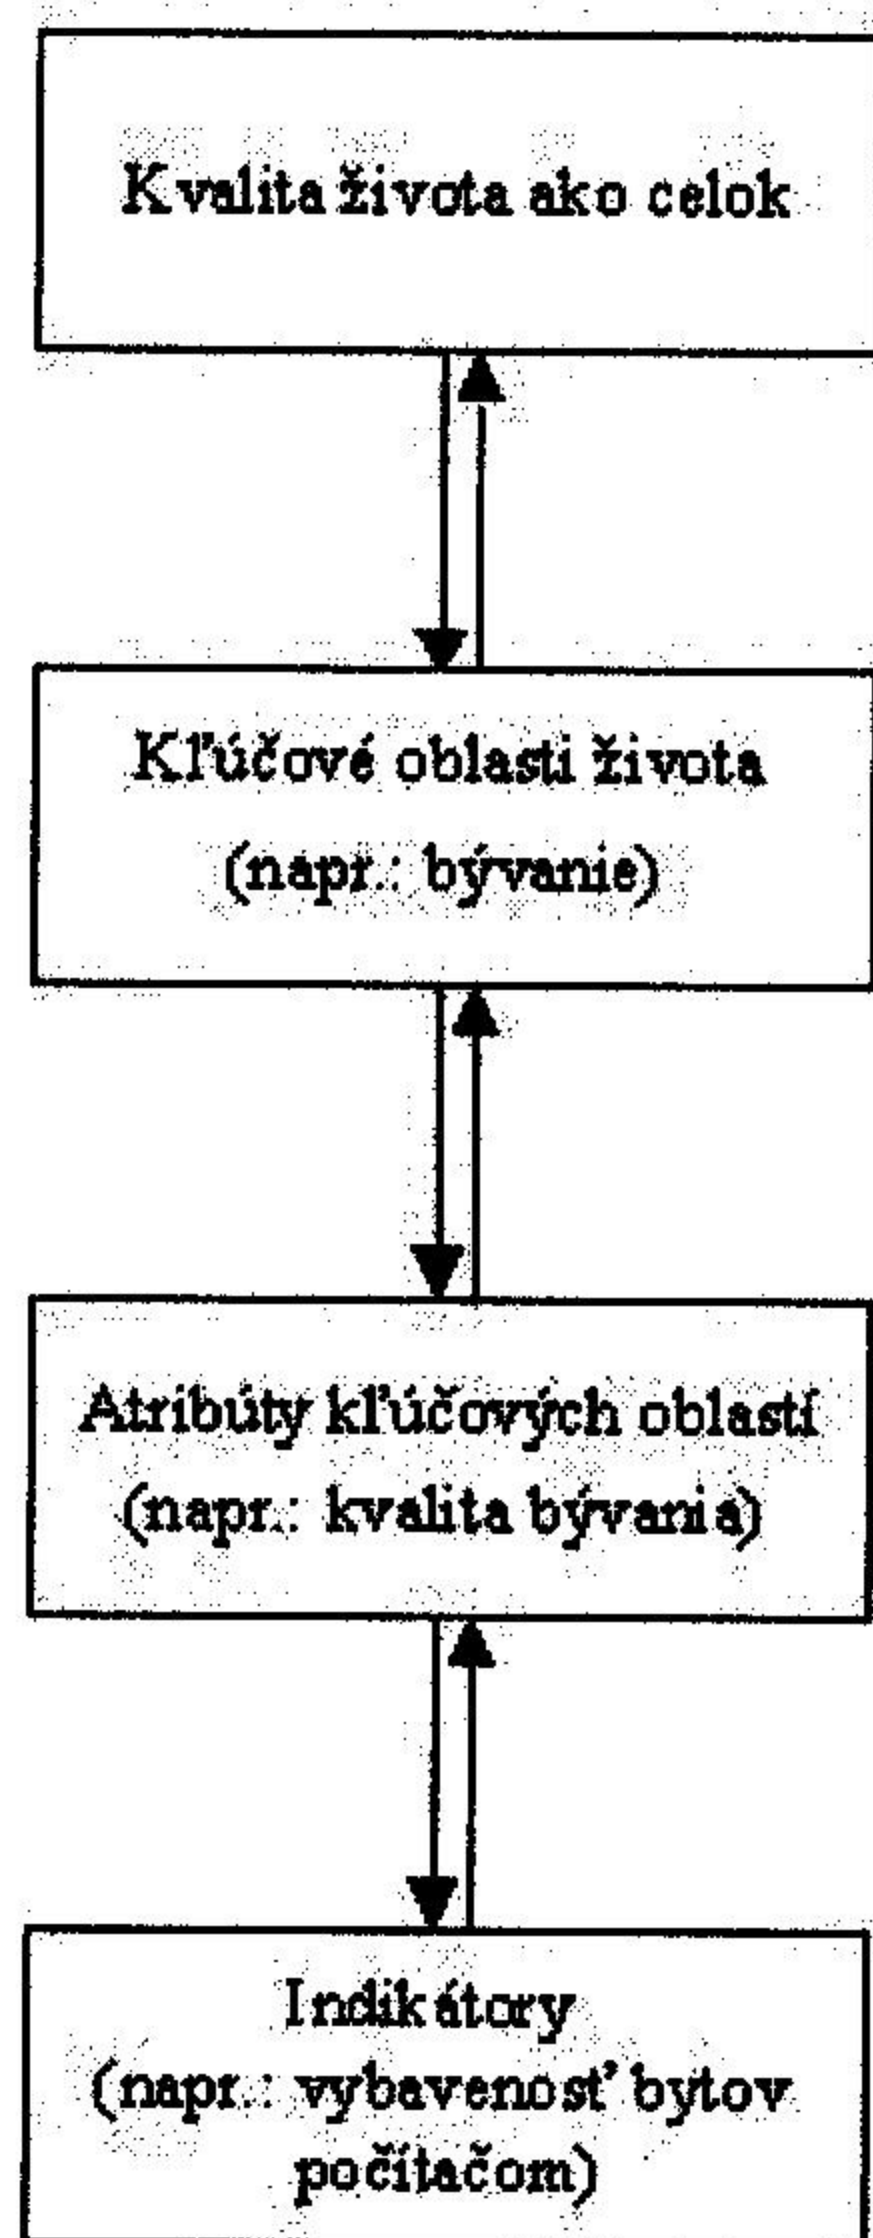 Kvalita života ako celok
Kľúčové oblasti života
(napr.: bývanie)
Atribúty kľúčových oblastí
(napr.: kvalita bývania)
Indikátory
(napr.: vybavenosť bytov
počítačom)